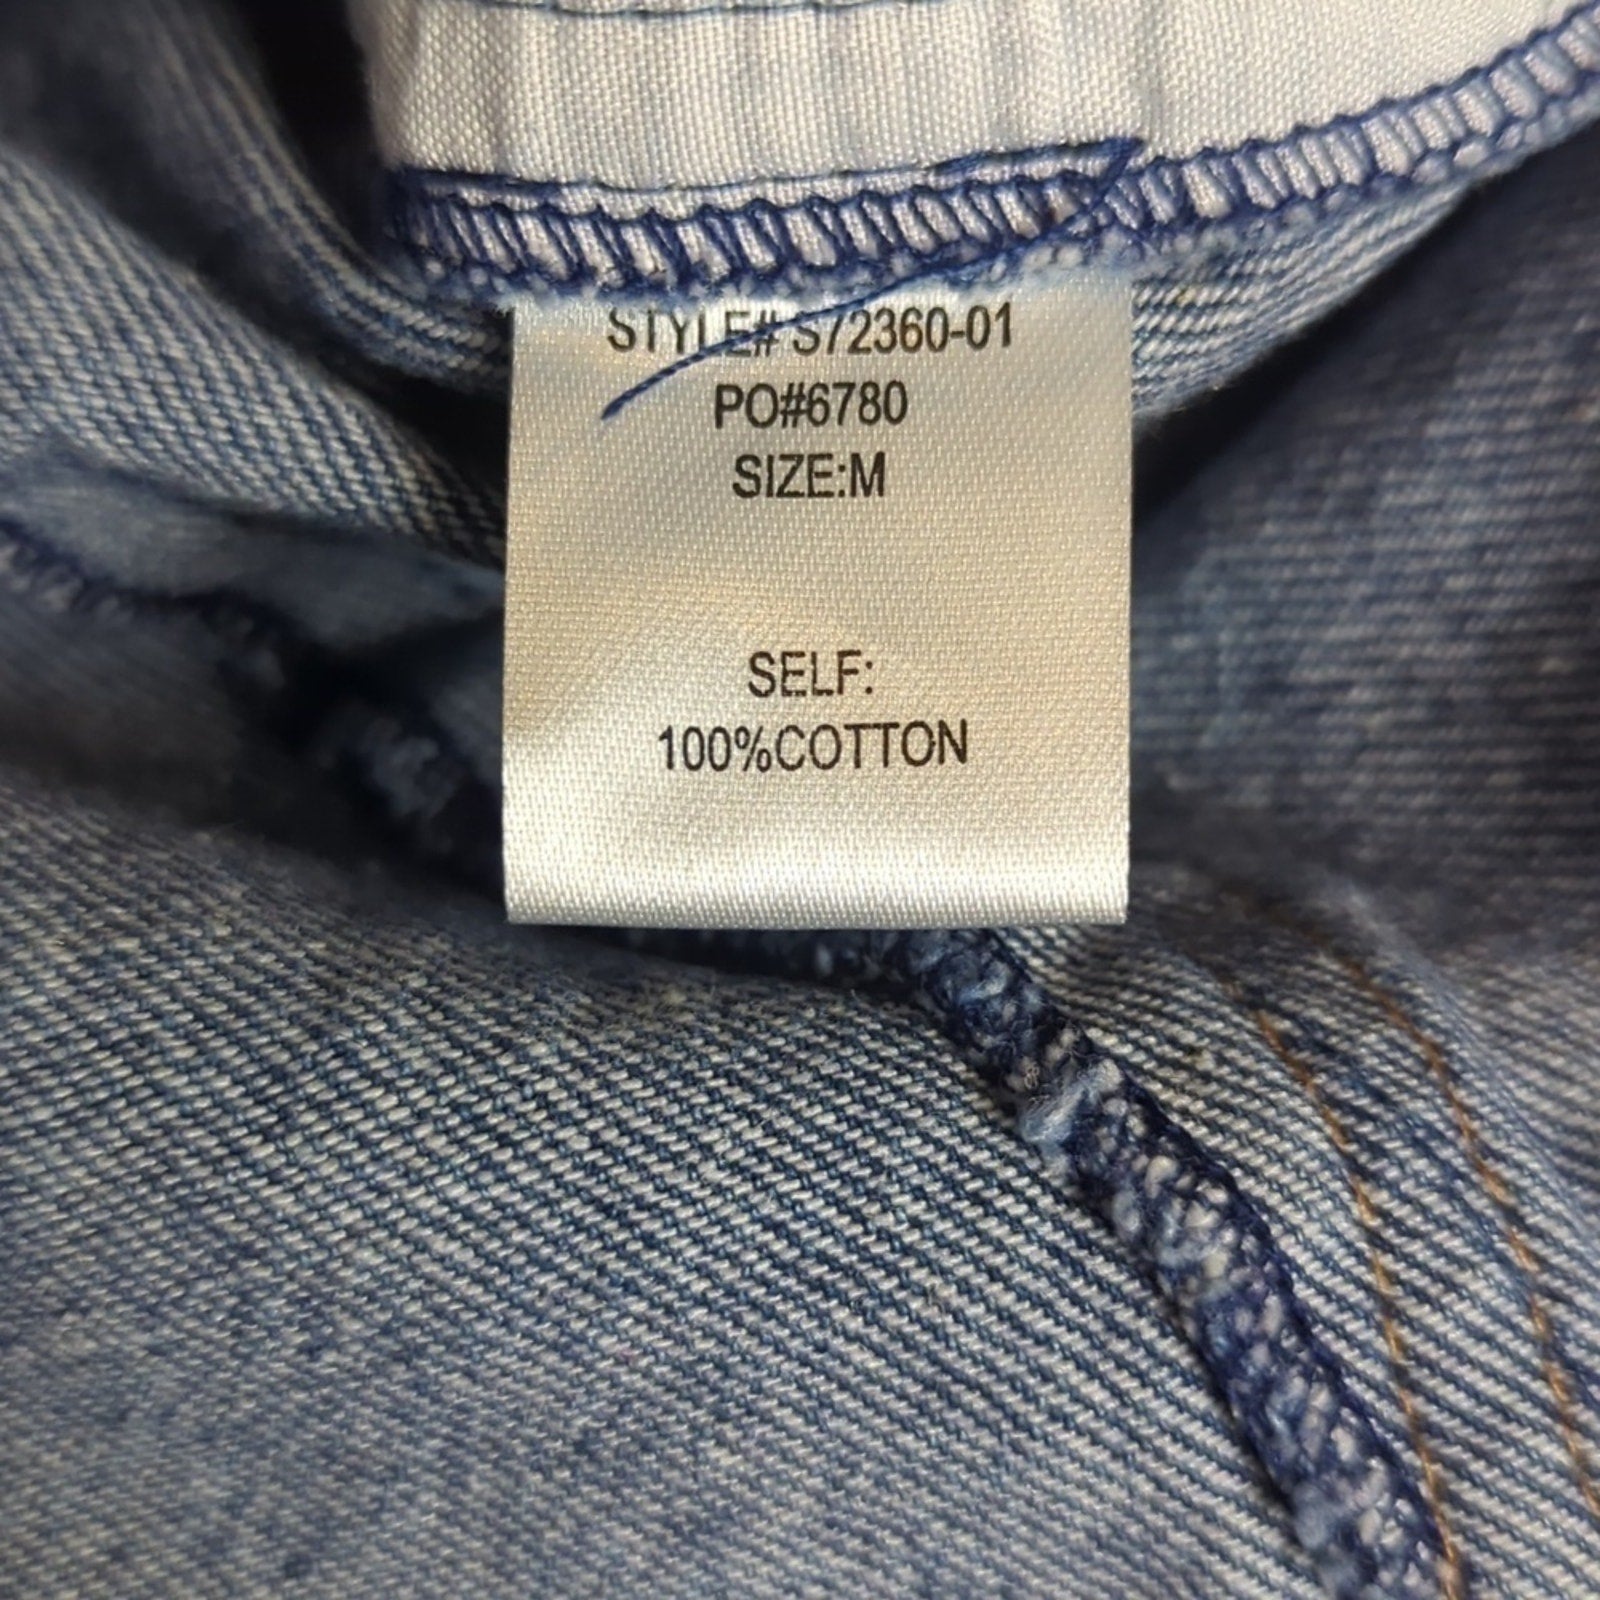 STYLE# S72360-01
PO#6780
SIZE:M
SELF:
100%COTTON